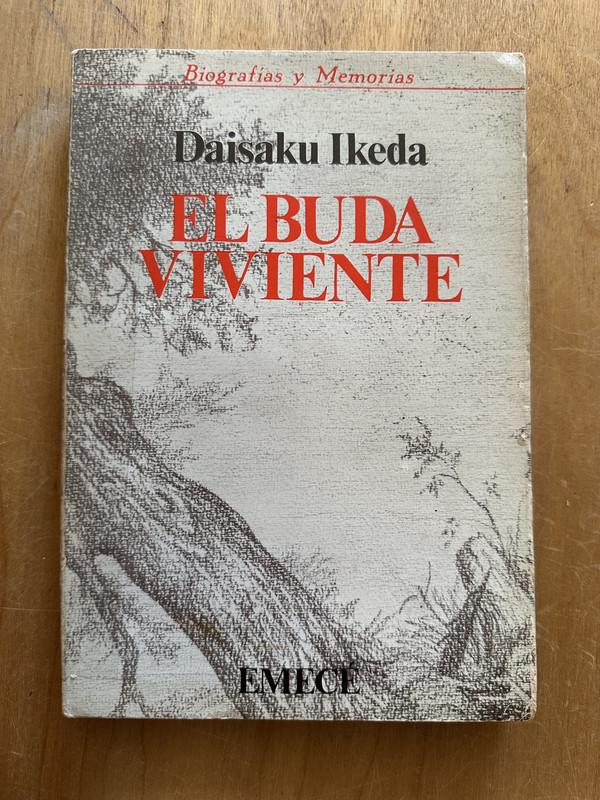 Biografías y Memorias
Daisaku Ikeda
EL BUDA
VIVIENTE
EMECÉ